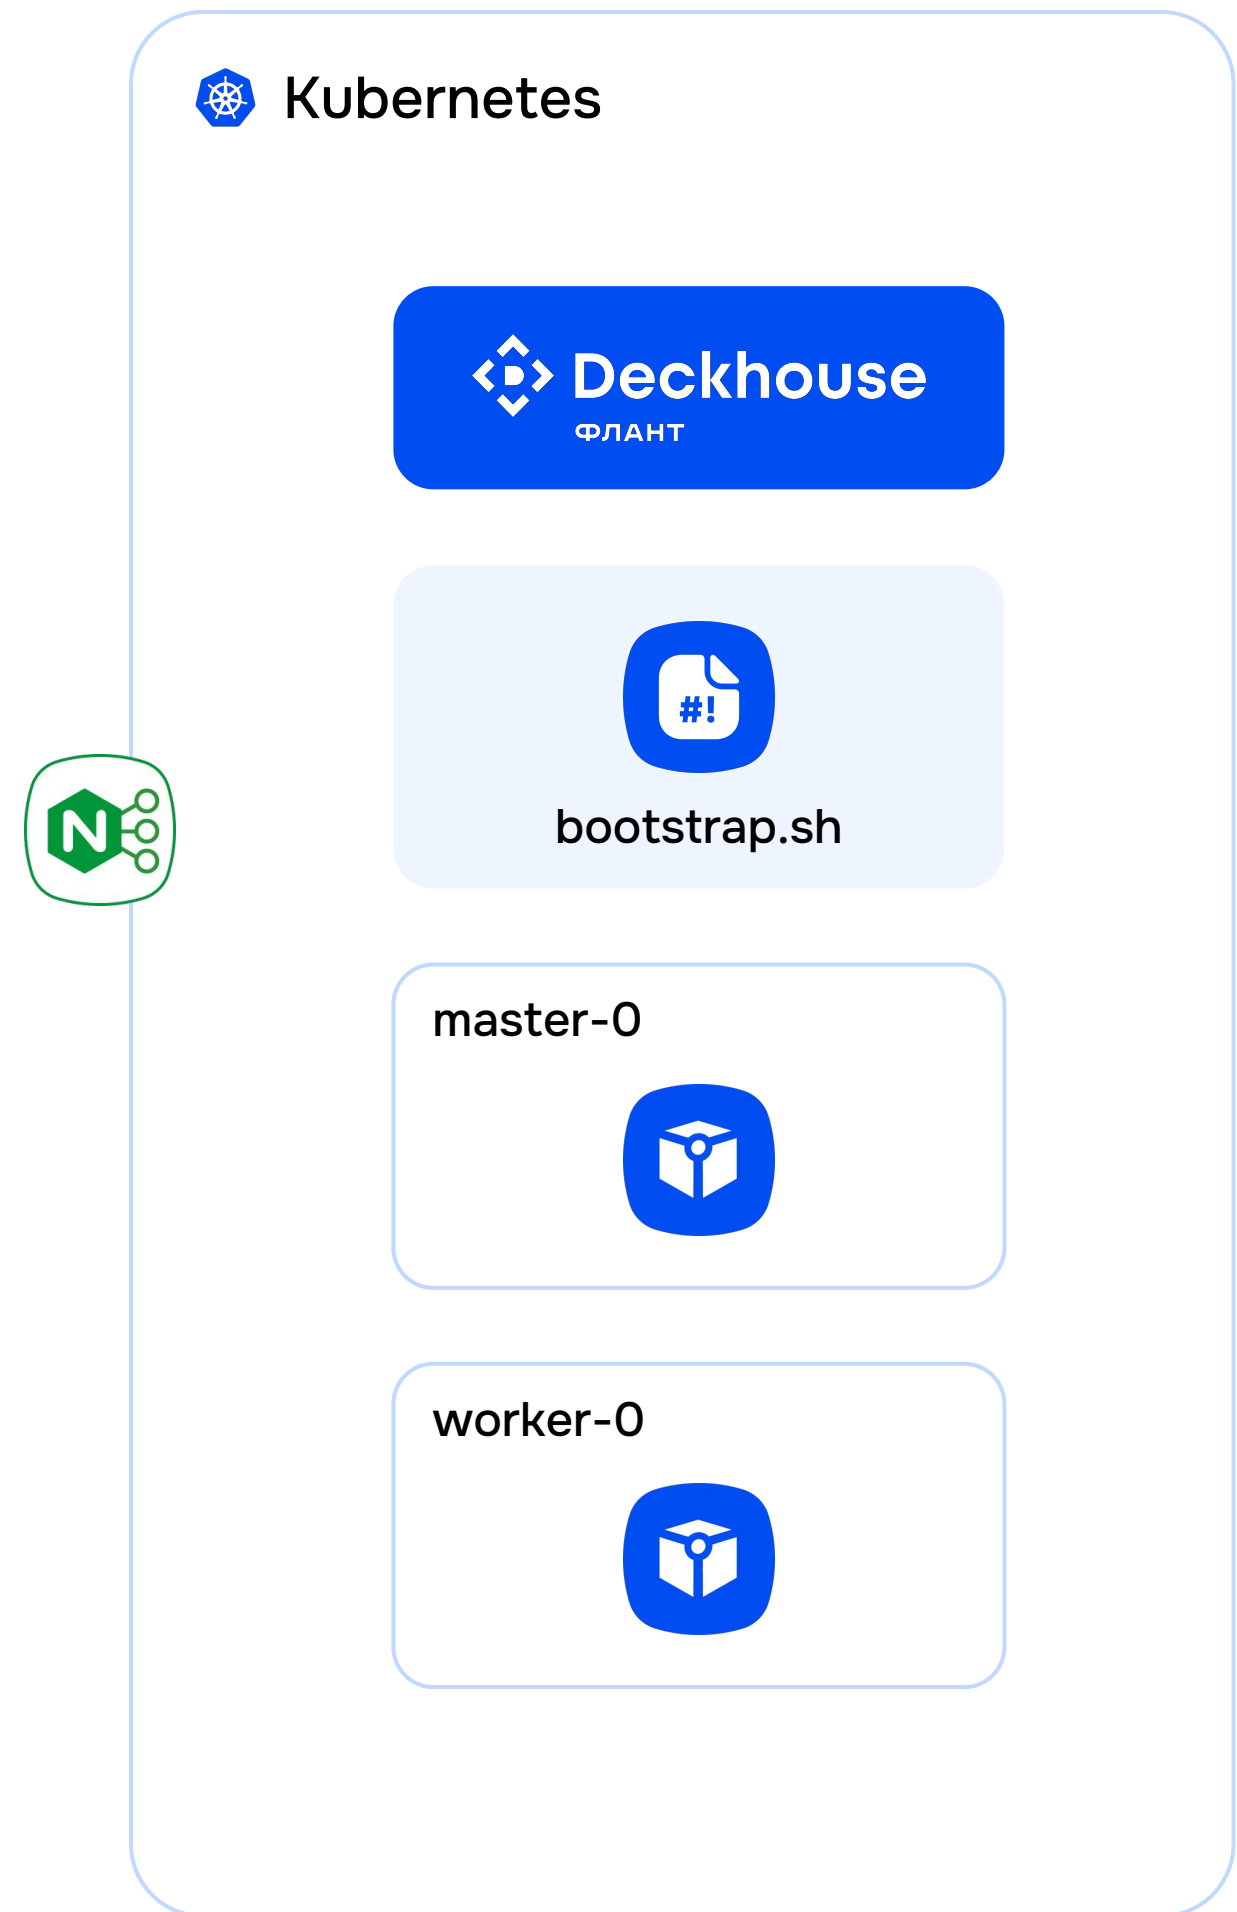 Kubernetes
Deckhouse
ФЛАНТ
#!
bootstrap.sh
N
master-0
worker-0